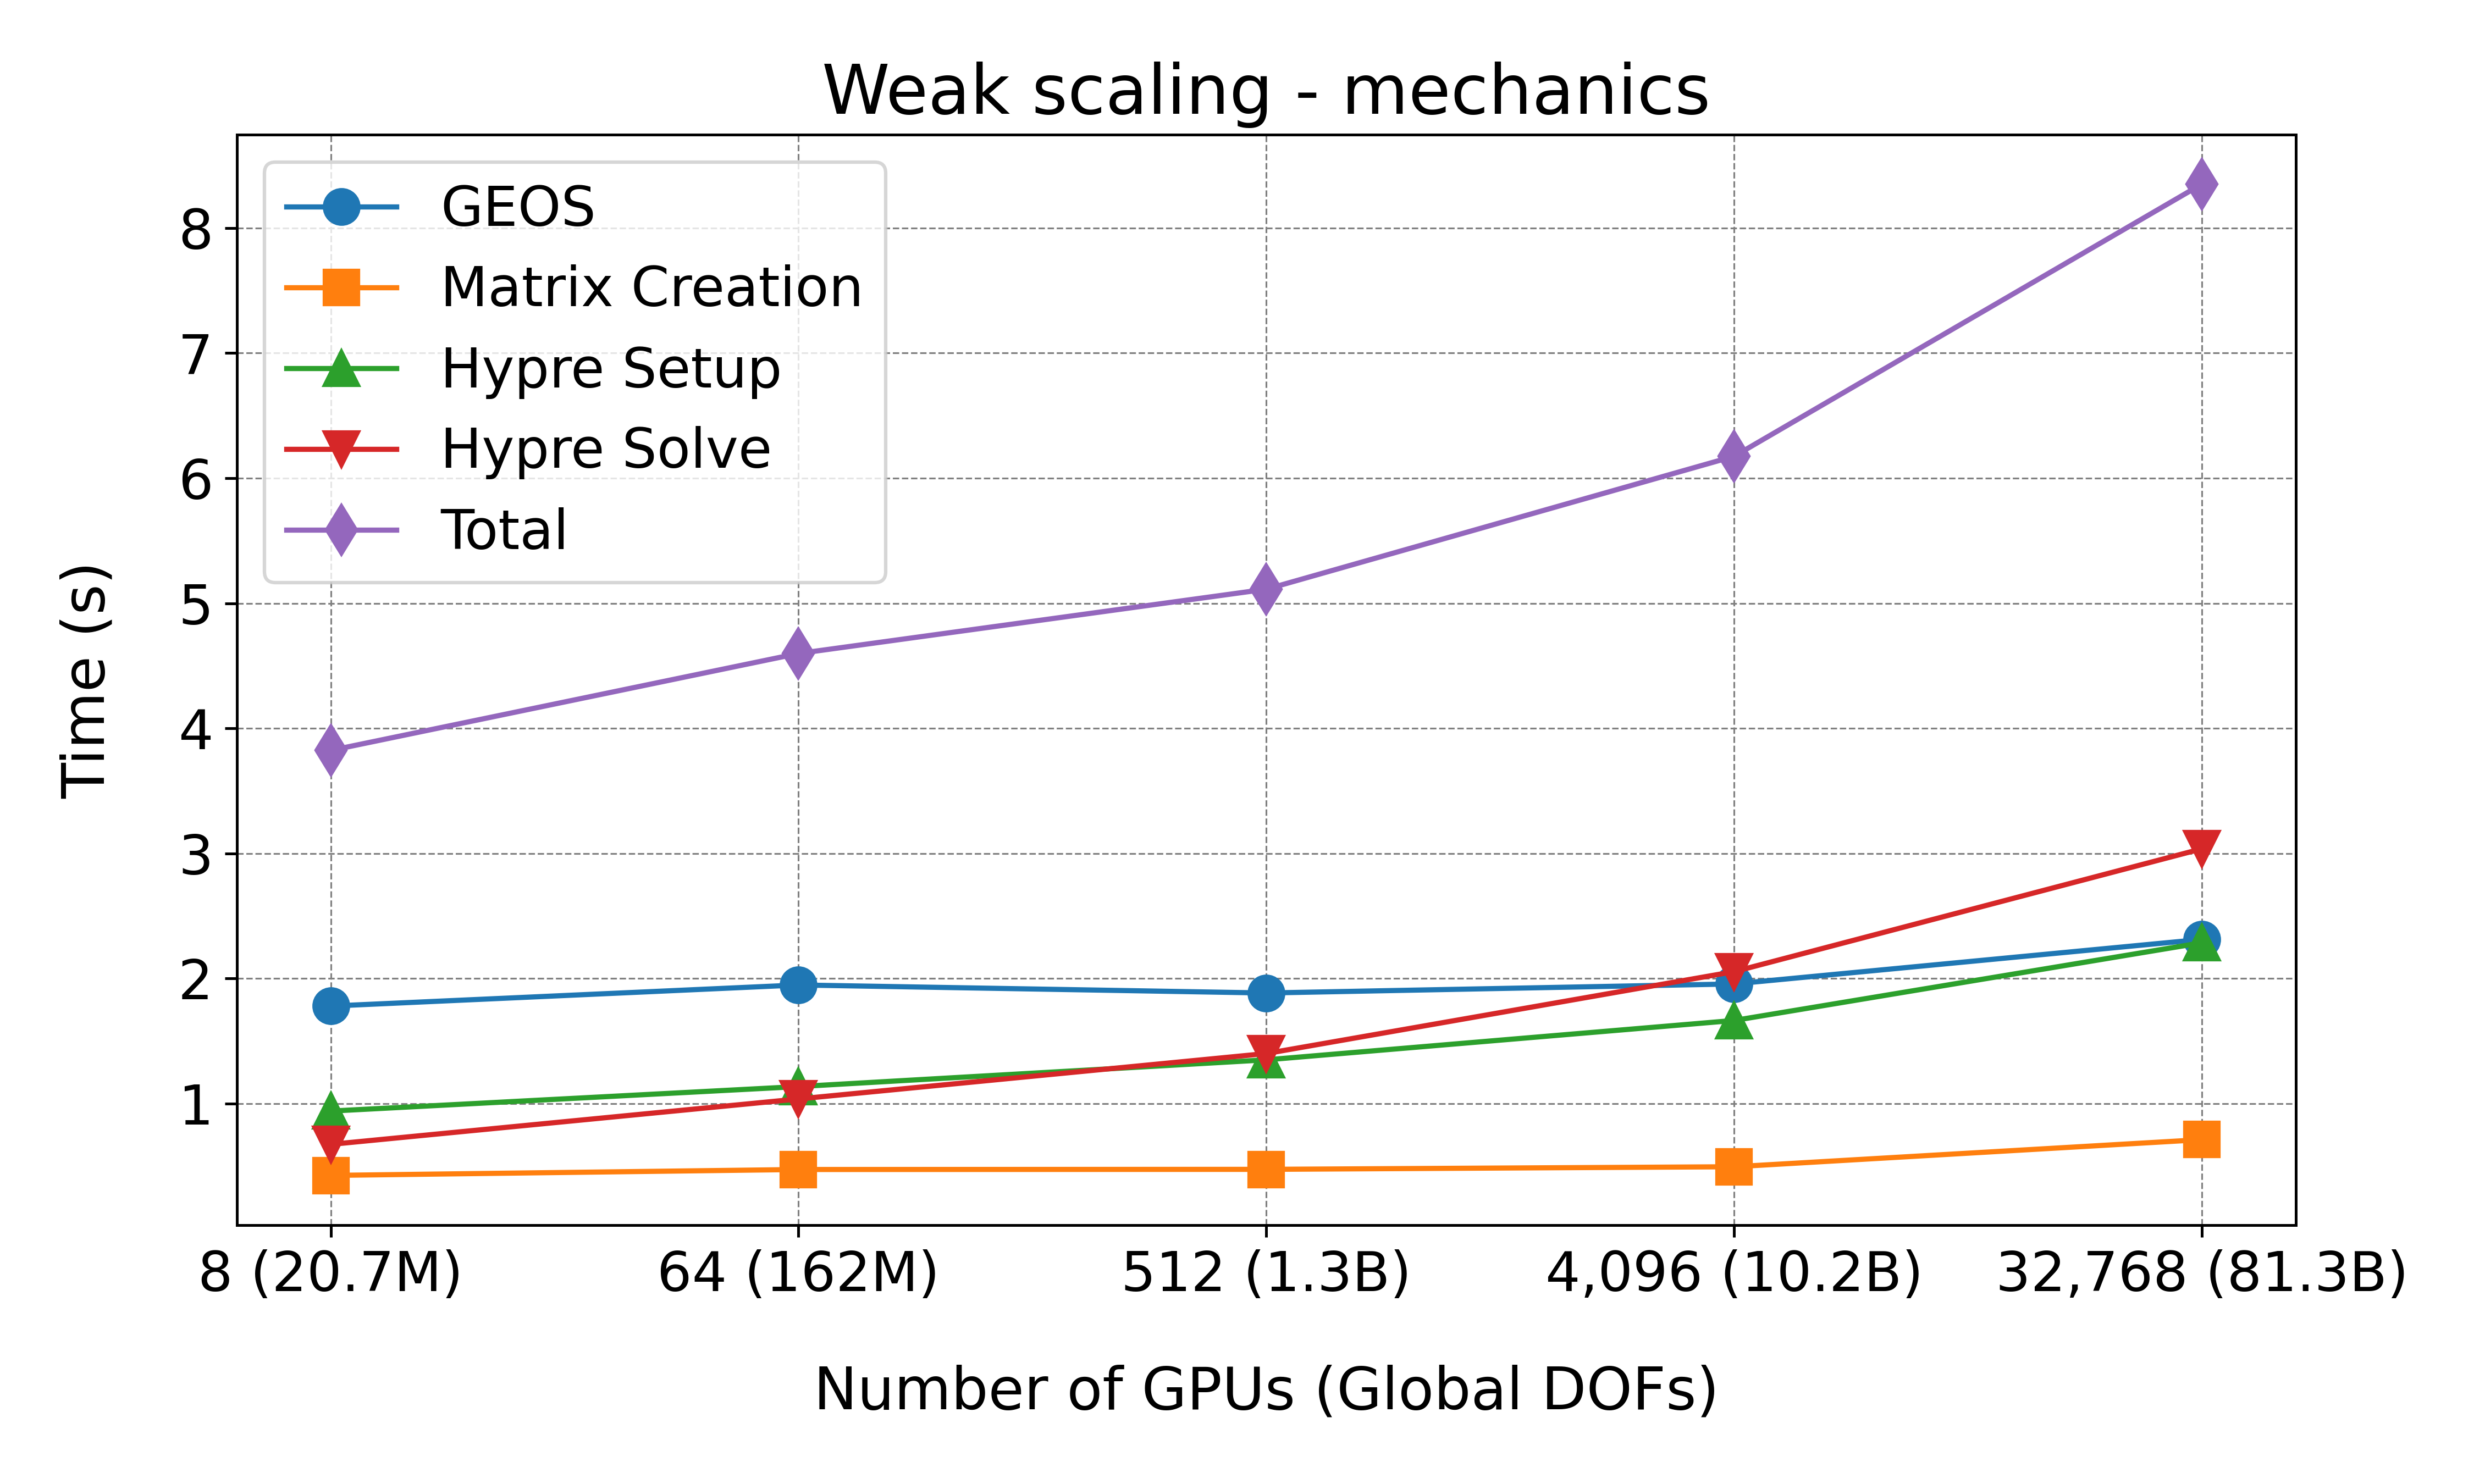 Weak scaling - mechanics
GEOS
Matrix Creation
Hypre Setup
Hypre Solve
Total
8
7
6
5
4
3
2
1
Time (s)
8 (20.7M) 64 (162M) 512 (1.3B) 4,096 (10.2B) 32,768 (81.3B)
Number of GPUs (Global DOFs)